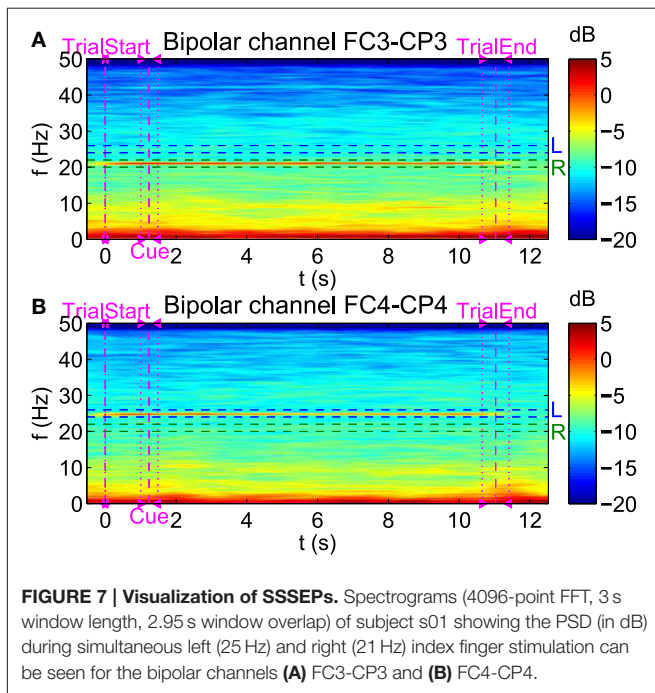 A
TrialStart
Bipolar channel FC3-CP3
TrialEnd
dB
50
40
30
20
10
0
f (Hz)
L
R
5
0
−5
−10
−15
−20
0 2 4 6 8 10 12
Cue
t (s)
B
TrialStart
Bipolar channel FC4-CP4
TrialEnd
dB
50
40
30
20
10
0
f (Hz)
L
R
5
0
−5
−10
−15
−20
0 2 4 6 8 10 12
Cue
t (s)
FIGURE 7 | Visualization of SSSEPs. Spectrograms (4096-point FFT, 3 s
window length, 2.95 s window overlap) of subject s01 showing the PSD (in dB)
during simultaneous left (25 Hz) and right (21 Hz) index finger stimulation can
be seen for the bipolar channels (A) FC3-CP3 and (B) FC4-CP4.